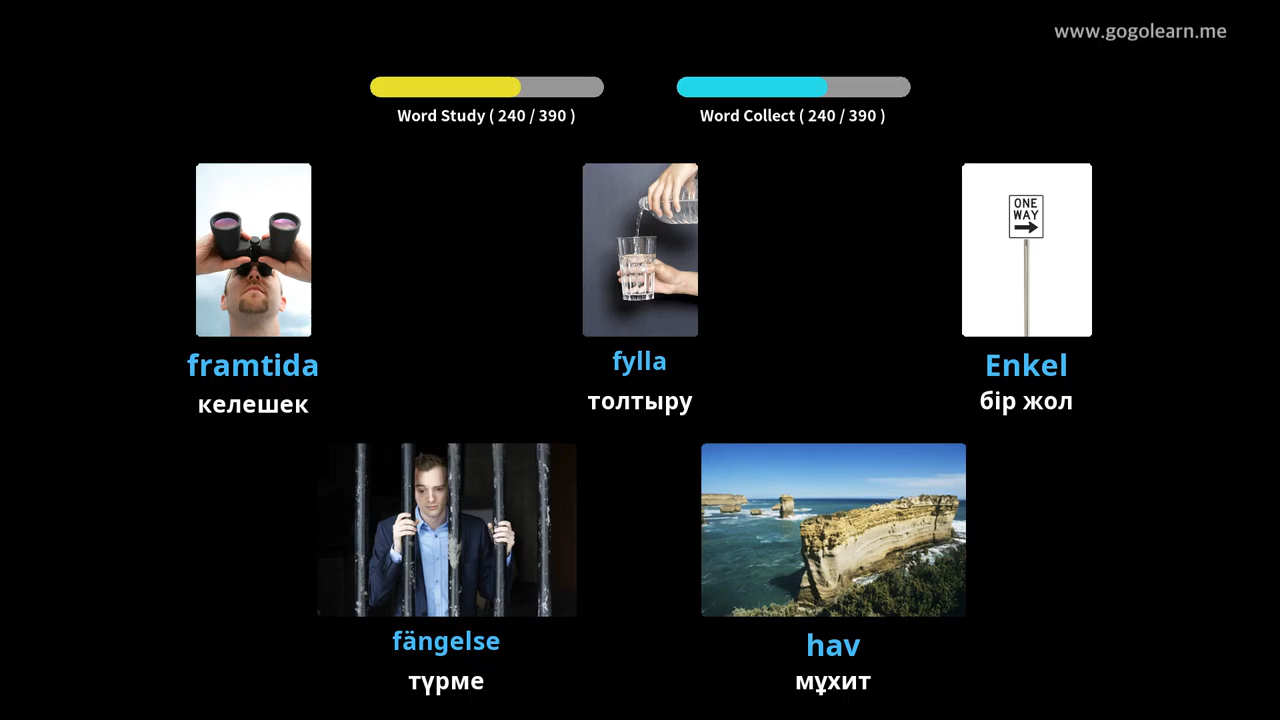 www.gogolearn.me
Word Study ( 240 / 390 )
Word Collect ( 240 / 390 )
ONE
WAY
framtida
келешек
fylla
толтыру
Enkel
бір жол
fängelse
түрме
hav
мұхит